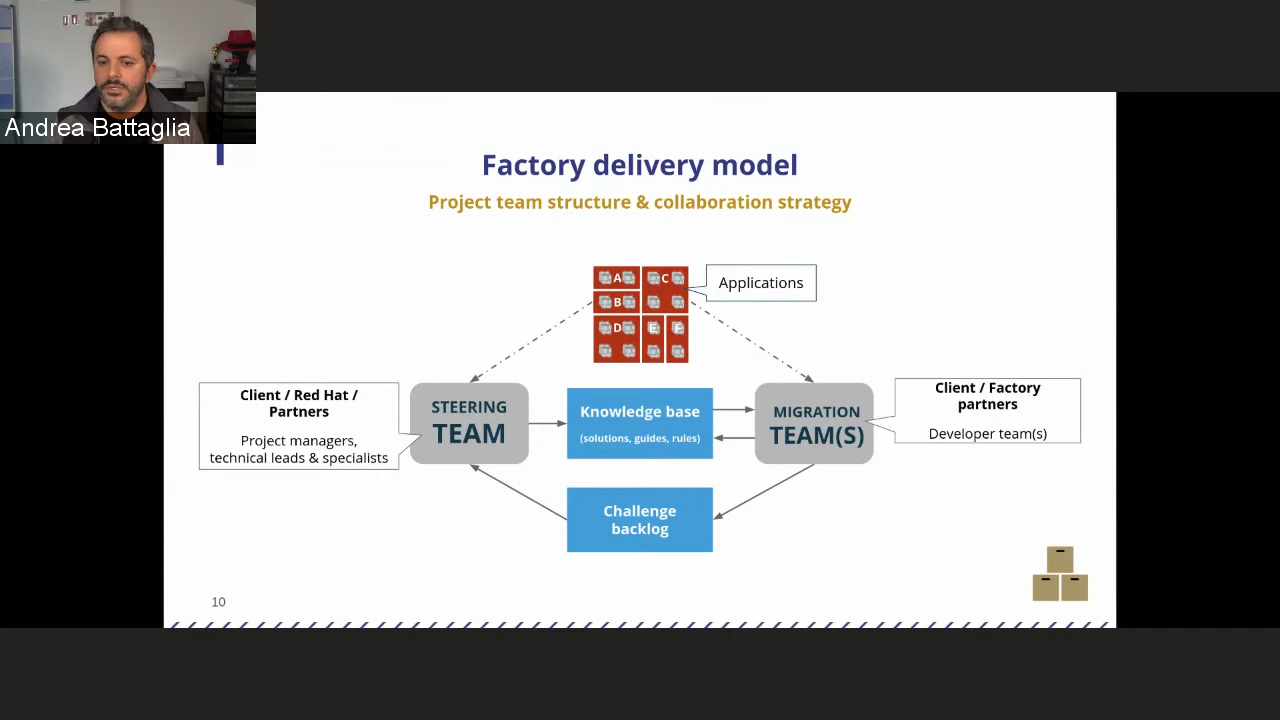 Andrea Battaglia
Factory delivery model
Project team structure & collaboration strategy
A
C
B
D
E
F
Applications
Client / Red Hat /
Partners
Project managers,
technical leads & specialists
STEERING
TEAM
Knowledge base
(solutions, guides, rules)
MIGRATION
TEAM(S)
Client / Factory
partners
Developer team(s)
Challenge
backlog
10